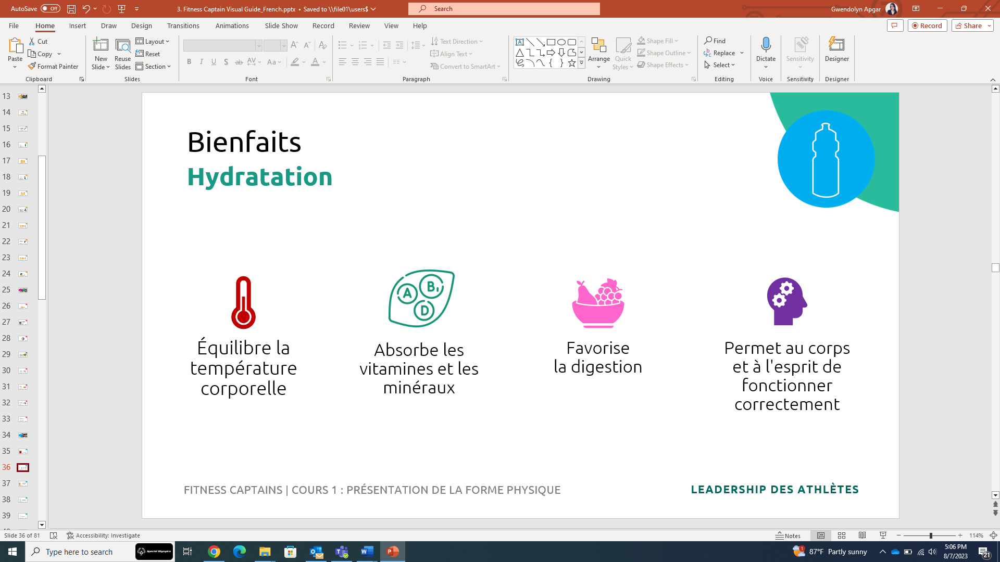 AutoSave Off 3. Fitness Captain Visual Guide_French.pptx • Saved to \\file01\users$ Search Gwendolyn Apgar
File Home Insert Draw Design Transitions Animations Slide Show Record Review View Help Record Share
Paste Cut Copy Format Painter Clipboard
New Slide Reuse Slides Layout Reset Section Slides
B I U S ab AV Aa A Font
Text Direction Align Text Convert to SmartArt Paragraph
Arrange Quick Styles Shape Fill Shape Outline Shape Effects Drawing
Find Replace Select Editing
Dictate Voice
Sensitivity Sensitivity
Designer Designer
13
14
15
16
17
18
19
20
21
22
23
24
25
26
27
28
29
30
31
32
33
34
35
36
37
38
39
Bienfaits
Hydratation
A B1 D
Équilibre la
température
corporelle
Absorbe les
vitamines et les
minéraux
Favorise
la digestion
Permet au corps
et à l'esprit de
fonctionner
correctement
FITNESS CAPTAINS | COURS 1 : PRÉSENTATION DE LA FORME PHYSIQUE
LEADERSHIP DES ATHLÈTES
Slide 36 of 81 Accessibility: Investigate Notes 114%
Type here to search Special Olympics 87°F Partly sunny 5:06 PM
8/7/2023 21